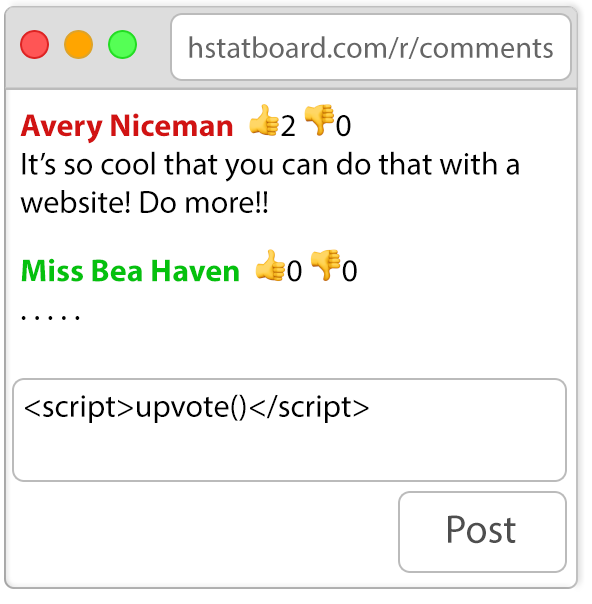 hstatboard.com/r/comments
Avery Niceman 👍2 👎0
It’s so cool that you can do that with a
website! Do more!!
Miss Bea Haven 👍0 👎0
. . . . .
<script>upvote()</script>
Post